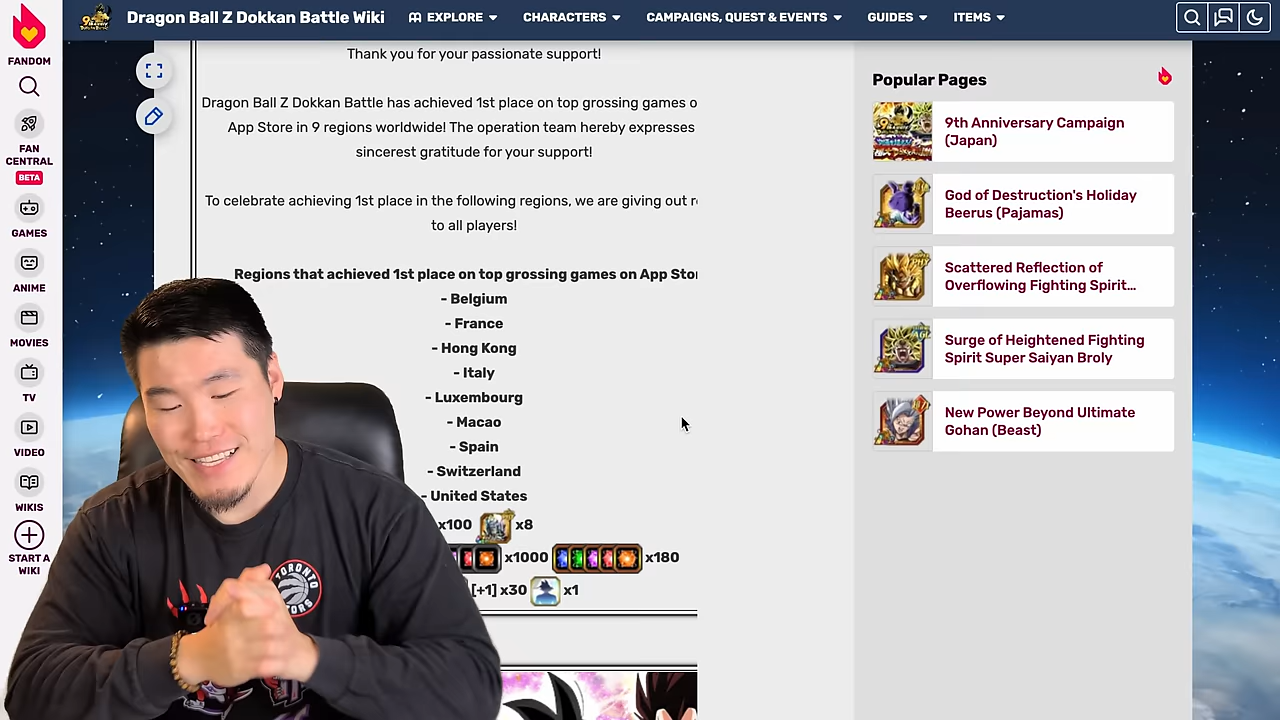 Dragon Ball Z Dokkan Battle Wiki
EXPLORE
CHARACTERS
CAMPAIGNS, QUEST & EVENTS
GUIDES
ITEMS
FANDOM
FAN CENTRAL
BETA
GAMES
ANIME
MOVIES
TV
VIDEO
WIKIS
START A WIKI
Thank you for your passionate support!
Dragon Ball Z Dokkan Battle has achieved 1st place on top grossing games o
App Store in 9 regions worldwide! The operation team hereby expresses
sincerest gratitude for your support!
To celebrate achieving 1st place in the following regions, we are giving out r
to all players!
Regions that achieved 1st place on top grossing games on App Stor
- Belgium
- France
- Hong Kong
- Italy
- Luxembourg
- Macao
- Spain
- Switzerland
- United States
x100 x8
x1000 x180
[+1] x30 x1
Popular Pages
9th Anniversary Campaign
(Japan)
God of Destruction's Holiday
Beerus (Pajamas)
Scattered Reflection of
Overflowing Fighting Spirit...
Surge of Heightened Fighting
Spirit Super Saiyan Broly
New Power Beyond Ultimate
Gohan (Beast)
TORONTO
RAPTORS